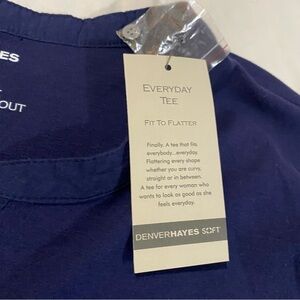 ES
OUT
EVERYDAY
TEE
FIT TO FLATTER
Finally. A tee that fits
everybody...everyday.
Flattering every shape
whether you are curvy,
straight or in between.
A tee for every woman who
wants to look as good as she
feels everyday.
DENVERHAYES SOFT